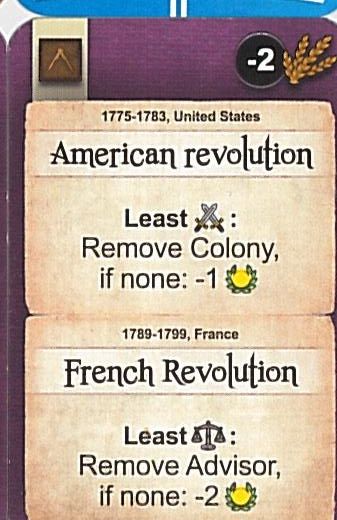 -2
V
1775-1783, United States
American revolution
Least :
Remove Colony,
if none: -1
1789-1799, France
French Revolution
Least :
Remove Advisor,
if none: -2